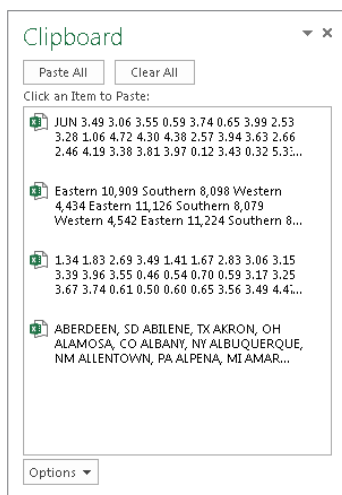 Clipboard
Paste All Clear All
Click an Item to Paste:
JUN 3.49 3.06 3.55 0.59 3.74 0.65 3.99 2.53
3.28 1.06 4.72 4.30 4.38 2.57 3.94 3.63 2.66
2.46 4.19 3.38 3.81 3.97 0.12 3.43 0.32 5.3...
Eastern 10,909 Southern 8,098 Western
4,434 Eastern 11,126 Southern 8,079
Western 4,542 Eastern 11,224 Southern 8...
1.34 1.83 2.69 3.49 1.41 1.67 2.83 3.06 3.15
3.39 3.96 3.55 0.46 0.54 0.70 0.59 3.17 3.25
3.67 3.74 0.61 0.50 0.60 0.65 3.56 3.49 4.4...
ABERDEEN, SD ABILENE, TX AKRON, OH
ALAMOSA, CO ALBANY, NY ALBUQUERQUE,
NM ALLENTOWN, PA ALPENA, MI AMAR...
Options